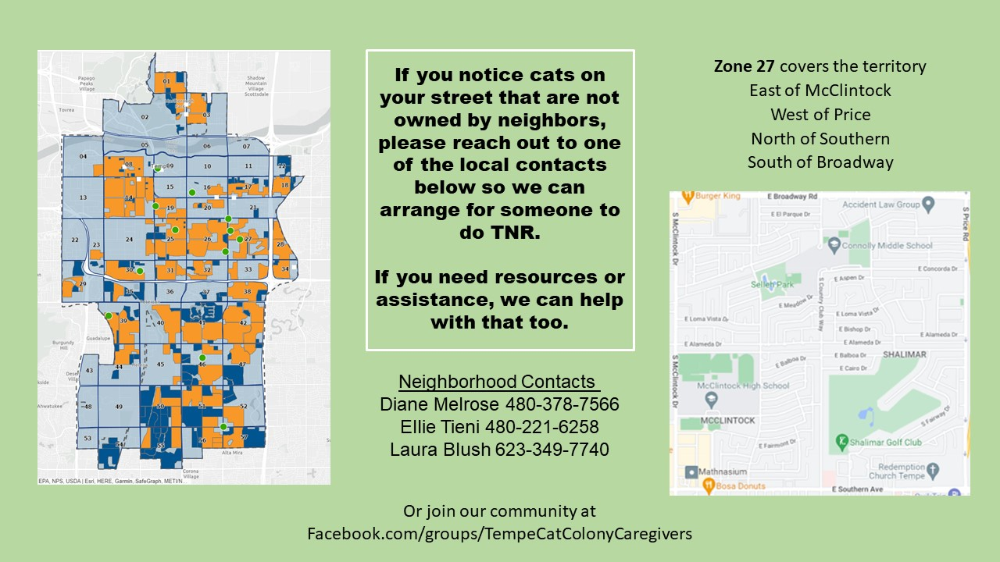 Papago
Peaks
Village
Shadow
Mountain
Village
Scottsdale
Tovrea
01
02
03
05
06
07
04
08
Temp
09
10
11
12
13
14
15
16
17
18
19
20
21
22
23
24
25
26
27
28
29
30
31
32
33
34
35
36
37
38
39
40
41
42
Guadalupe
Burgundy
Hill
43
44
45
46
47
Ahwatukee
48
49
50
51
52
53
54
55
56
57
Alta Mira
Corona
Village
EPA, NPS, USDA | Esri, HERE, Garmin, SafeGraph, METI/N...
If you notice cats on
your street that are not
owned by neighbors,
please reach out to one
of the local contacts
below so we can
arrange for someone to
do TNR.
If you need resources or
assistance, we can help
with that too.
Neighborhood Contacts
Diane Melrose 480-378-7566
Ellie Tieni 480-221-6258
Laura Blush 623-349-7740
Zone 27 covers the territory
East of McClintock
West of Price
North of Southern
South of Broadway
Burger King
E Broadway Rd
Accident Law Group
E El Parque Dr
S McClintock Dr
S Price Rd
Connolly Middle School
E Concorda Dr
Selleh Park
E Aspen Dr
S Country Club Way
E Meadow Dr
E Loma Vista Dr
E Loma Vista Dr
E Bishop Dr
E Alameda Dr
E Alameda Dr
E Alameda Dr
E Balboa Dr
E Balboa Dr
SHALIMAR
E Cairo Dr
S McClintock Dr
McClintock High School
MCCLINTOCK
S Fairway Dr
E Fairmont Dr
Shalimar Golf Club
Mathnasium
Redemption
Church Tempe
Bosa Donuts
E Southern Ave
Or join our community at
Facebook.com/groups/TempeCatColonyCaregivers